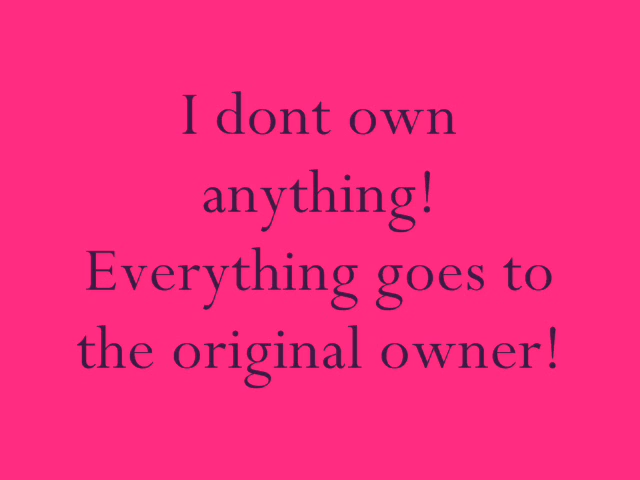 I dont own
anything!
Everything goes to
the original owner!